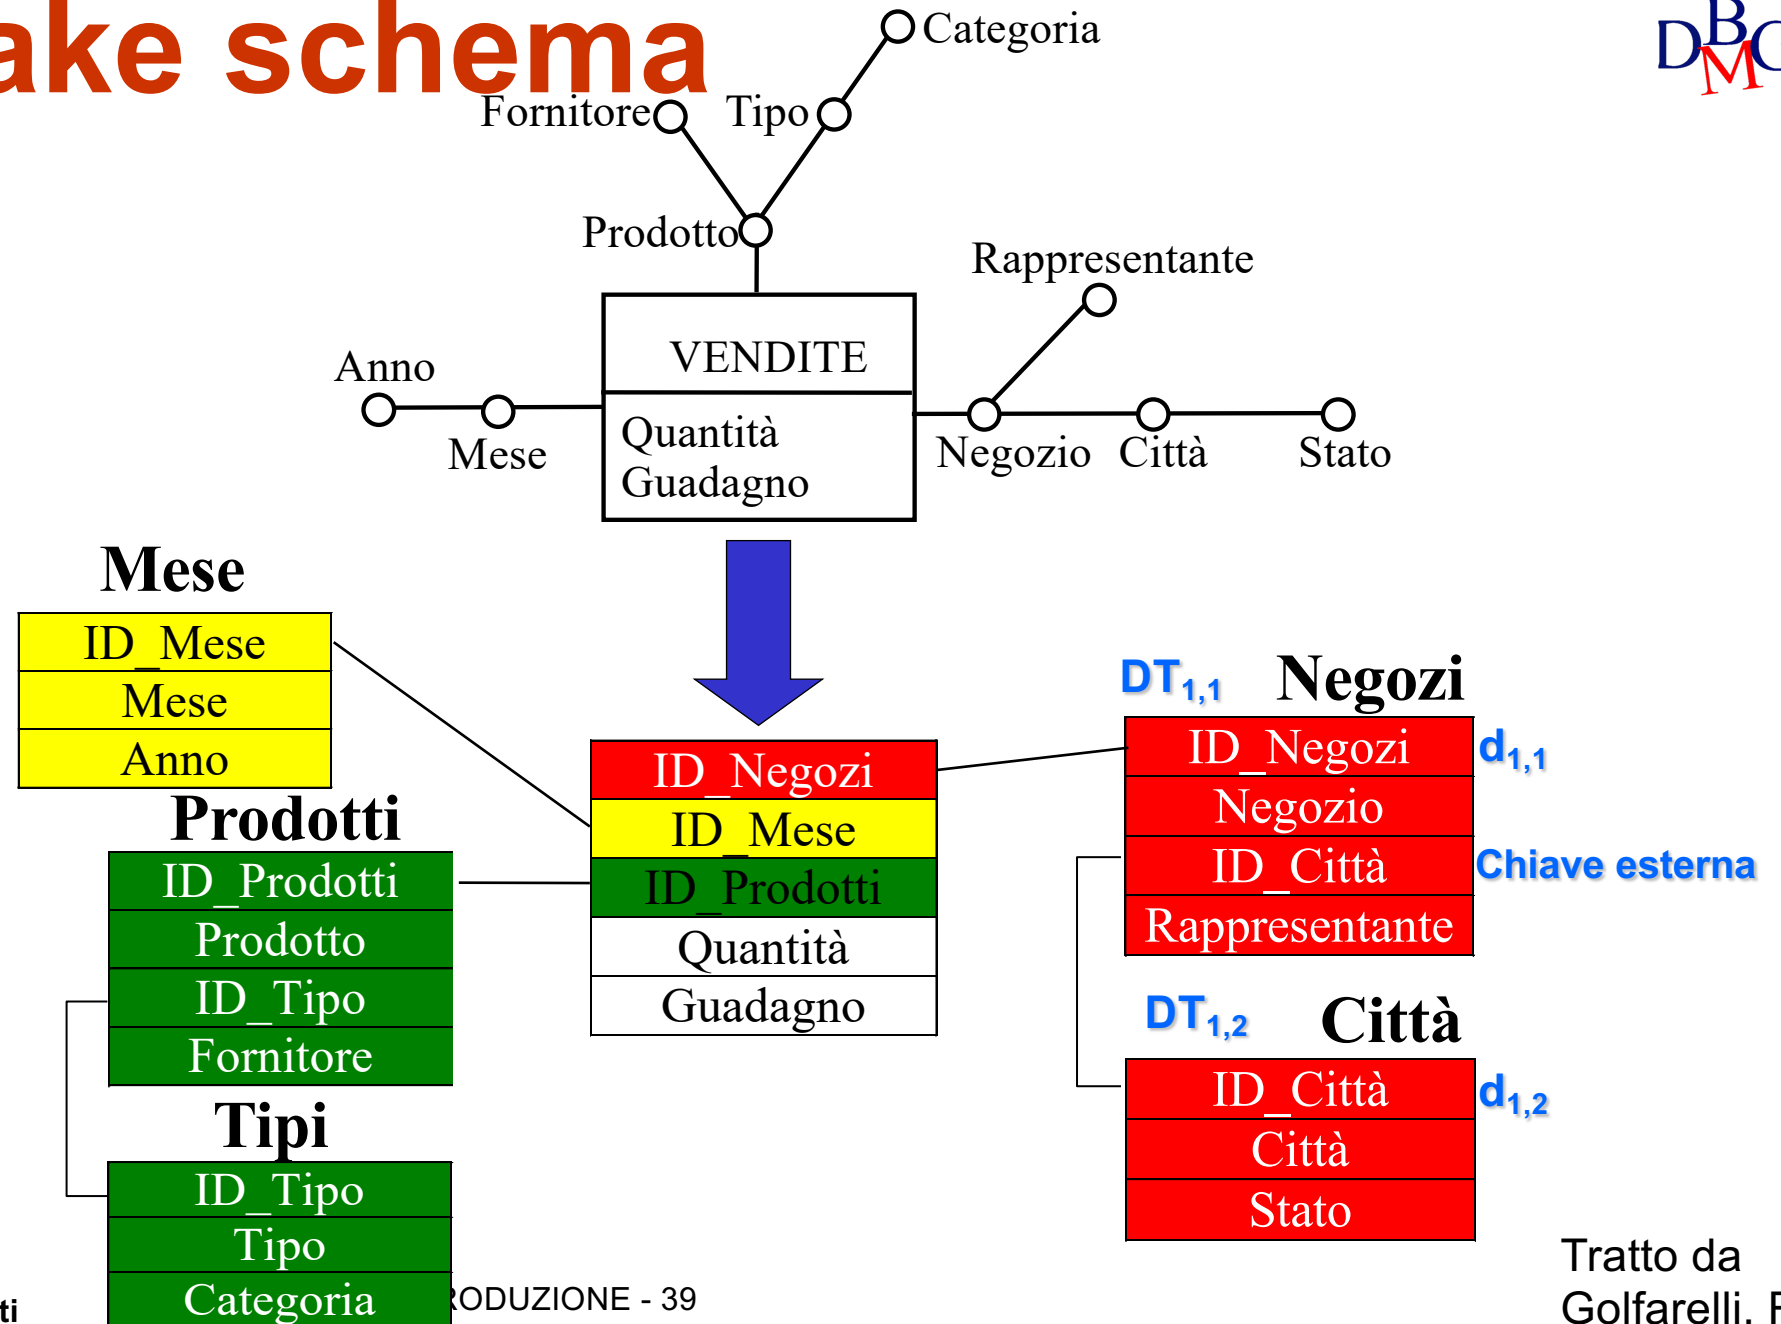 ake schema
Categoria
DBMG
Fornitore
Tipo
Prodotto
Rappresentante
VENDITE
Anno
Mese
Quantità
Guadagno
Negozio
Città
Stato
Mese
ID_Mese
Mese
Anno
DT1,1
Negozi
ID_Negozi
d1,1
Negozio
ID_Città
Chiave esterna
Rappresentante
ID_Negozi
ID_Mese
ID_Prodotti
Quantità
Guadagno
Prodotti
ID_Prodotti
Prodotto
ID_Tipo
Fornitore
DT1,2
Città
ID_Città
d1,2
Città
Stato
Tipi
ID_Tipo
Tipo
Categoria
RODUZIONE - 39
ti
Tratto da
Golfarelli,